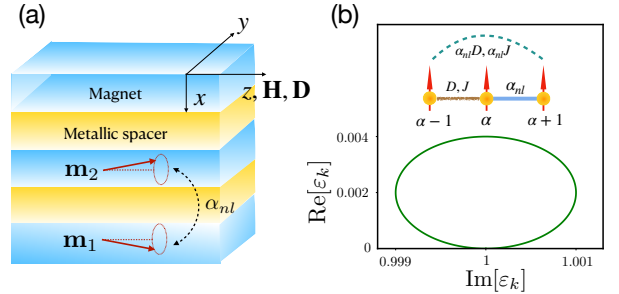 (a)
y
Magnet
x
z, H, D
Metallic spacer
m₂
αₙₗ
m₁
(b)
αₙₗD, αₙₗJ
D, J
αₙₗ
α − 1
α
α + 1
Re[εₖ]
0.004
0.002
0
0.999
1
1.001
Im[εₖ]